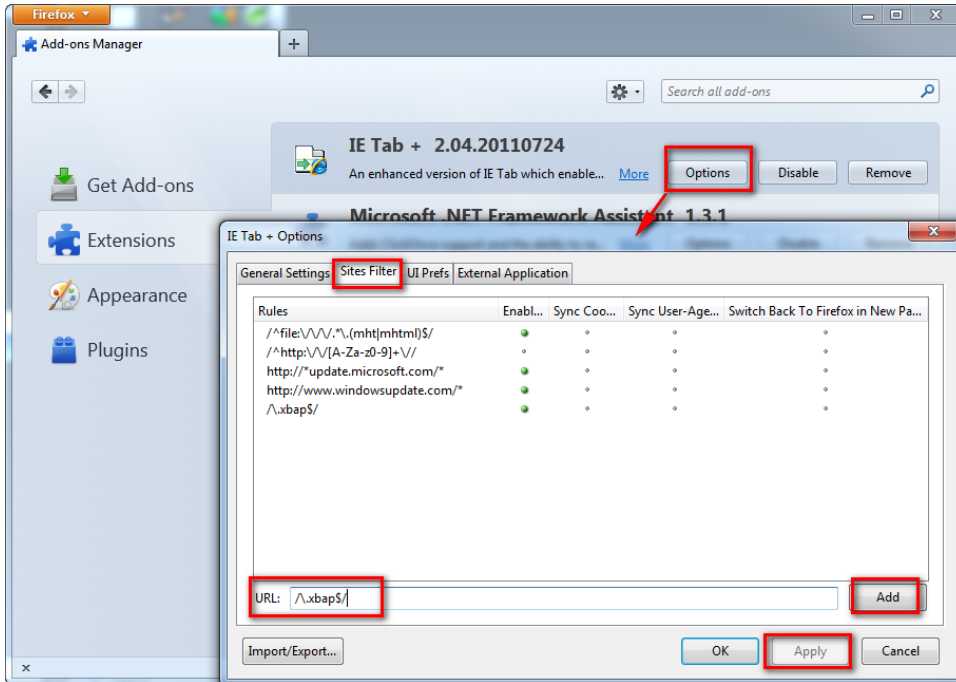 Firefox
Add-ons Manager
+
Search all add-ons
IE Tab + 2.04.20110724
An enhanced version of IE Tab which enable... More Options Disable Remove
Get Add-ons
Microsoft .NET Framework Assistant 1.3.1
Extensions
Appearance
Plugins
IE Tab + Options
General Settings Sites Filter UI Prefs External Application
Rules Enabl... Sync Coo... Sync User-Age... Switch Back To Firefox in New Pa...
/^file:\/\/\/.*\.(mht|mhtml)$/
/^http:\/\/[A-Za-z0-9]+\//
http://*update.microsoft.com/*
http://www.windowsupdate.com/*
/\.xbap$/
URL: /\.xbap$/ Add
Import/Export... OK Apply Cancel
x